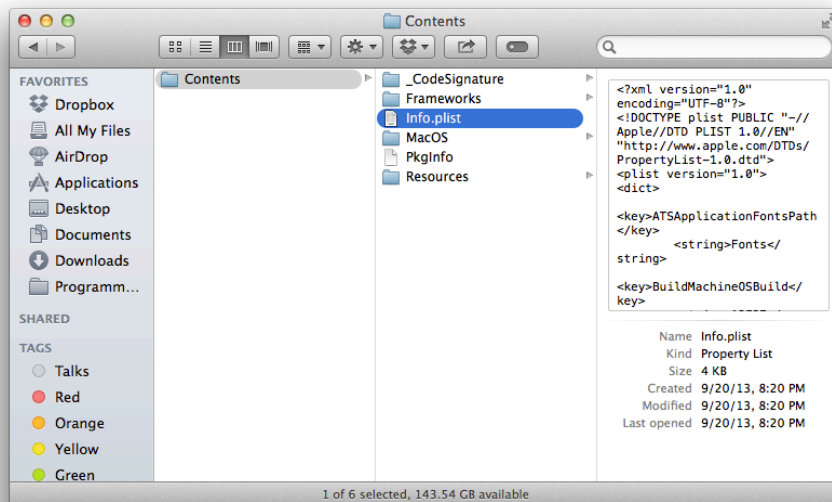 Contents
FAVORITES
Dropbox
All My Files
AirDrop
Applications
Desktop
Documents
Downloads
Programm...
SHARED
TAGS
Talks
Red
Orange
Yellow
Green
Contents
_CodeSignature
Frameworks
Info.plist
MacOS
PkgInfo
Resources
<?xml version="1.0"
encoding="UTF-8"?>
<!DOCTYPE plist PUBLIC "-//
Apple//DTD PLIST 1.0//EN"
"http://www.apple.com/DTDs/
PropertyList-1.0.dtd">
<plist version="1.0">
<dict>
<key>ATSApplicationFontsPath
</key>
<string>Fonts</
string>
<key>BuildMachineOSBuild</
key>
Name Info.plist
Kind Property List
Size 4 KB
Created 9/20/13, 8:20 PM
Modified 9/20/13, 8:20 PM
Last opened 9/20/13, 8:20 PM
1 of 6 selected, 143.54 GB available